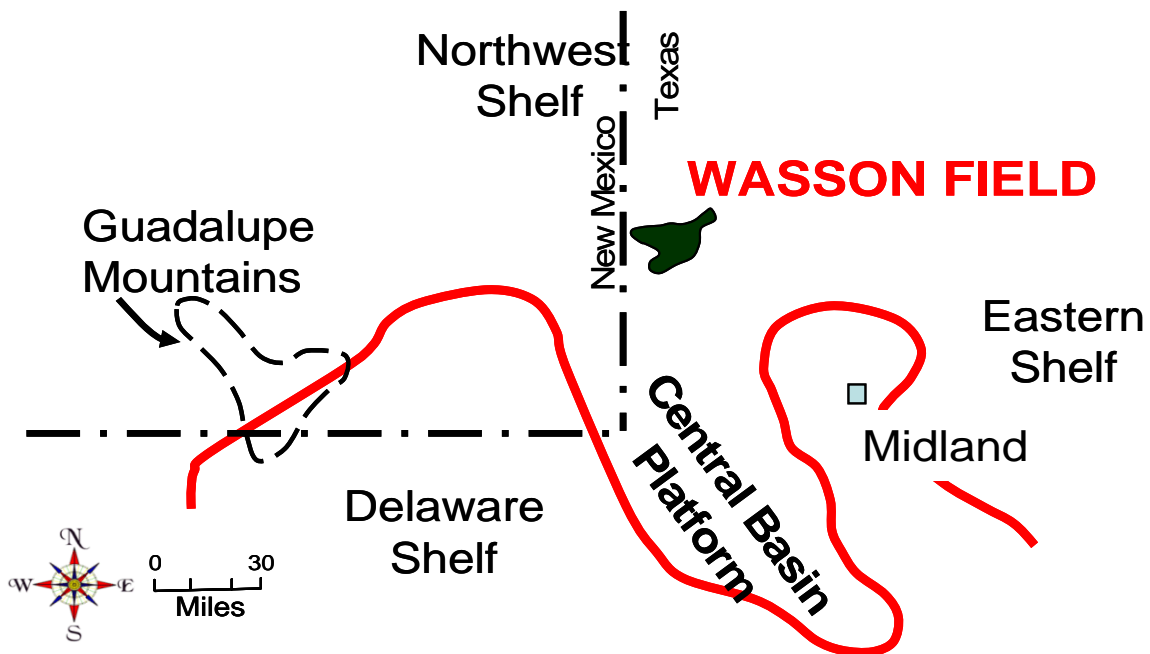 Northwest
Shelf
Texas
New Mexico
WASSON FIELD
Guadalupe
Mountains
Eastern
Shelf
Central Basin
Platform
Midland
Delaware
Shelf
N
W
E
S
0
30
Miles